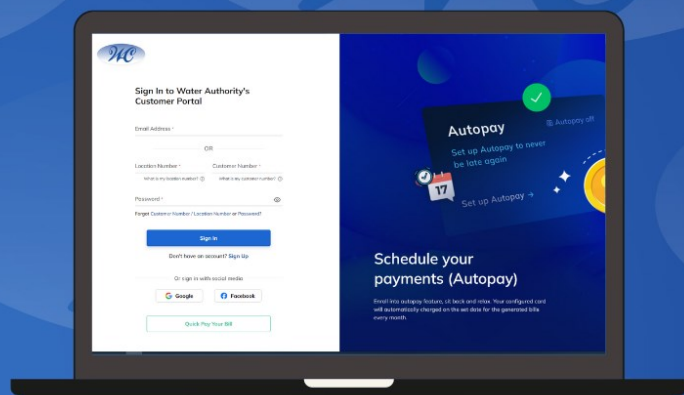 WC
Sign In to Water Authority's
Customer Portal
Email Address *
OR
Location Number *
Customer Number *
What is my location number?
What is my customer number?
Password *
Forgot Customer Number / Location Number or Password?
Sign In
Don't have an account? Sign Up
Or sign in with social media
Google
Facebook
Quick Pay Your Bill
Autopay
Autopay off
Set up Autopay to never
be late again
17
Set up Autopay →
Schedule your
payments (Autopay)
Enroll into autopay feature, sit back and relax. Your configured card
will automatically charged on the set date for the generated bills
every month.